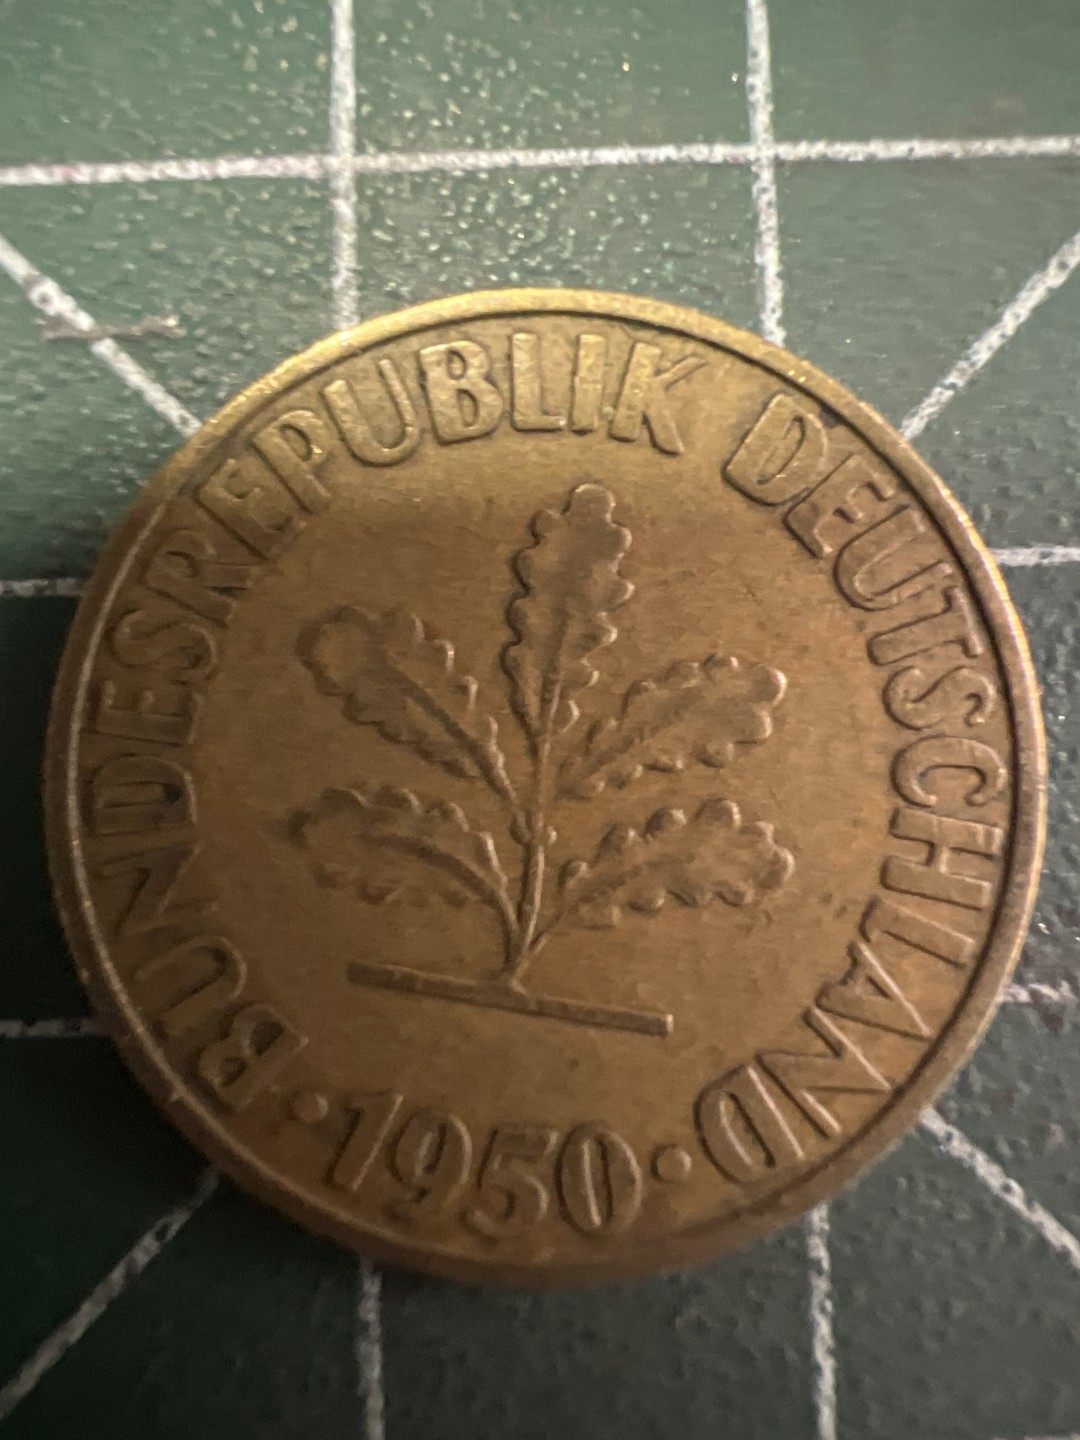 BUNDESREPUBLIK DEUTSCHLAND
· 1950 ·